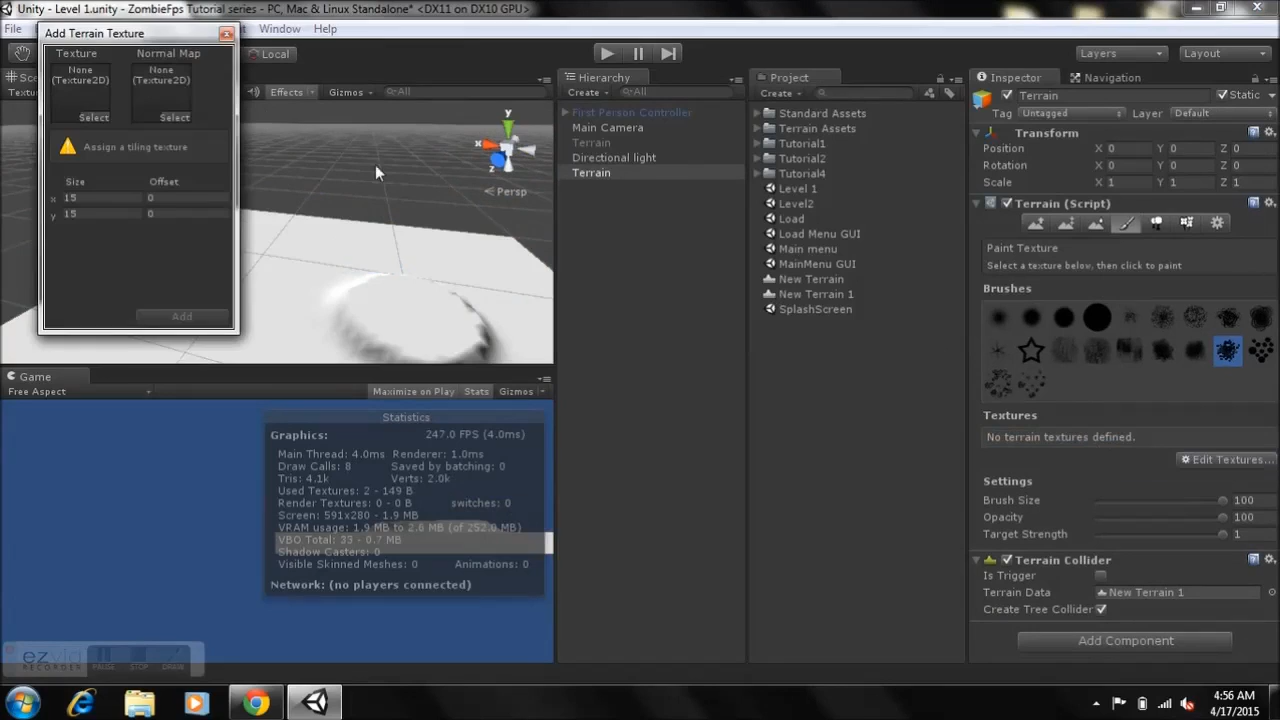 Unity - Level 1.unity - ZombieFps Tutorial series - PC, Mac & Linux Standalone* <DX11 on DX10 GPU>
File
Window
Help
Add Terrain Texture
Texture
Normal Map
None
(Texture2D)
Select
None
(Texture2D)
Select
Assign a tiling texture
Size
Offset
x 15 0
y 15 0
Add
Local
Layers
Layout
Effects
Gizmos
All
y
x
z
Persp
Game
Free Aspect
Maximize on Play
Stats
Gizmos
Statistics
Graphics: 247.0 FPS (4.0ms)
Main Thread: 4.0ms Renderer: 1.0ms
Draw Calls: 8 Saved by batching: 0
Tris: 4.1k Verts: 2.0k
Used Textures: 2 - 149 B
Render Textures: 0 - 0 B switches: 0
Screen: 591x280 - 1.9 MB
VRAM usage: 1.9 MB to 2.6 MB (of 252.0 MB)
VBO Total: 33 - 0.7 MB
Shadow Casters: 0
Visible Skinned Meshes: 0 Animations: 0
Network: (no players connected)
ezvid
RECORDER
PAUSE
STOP
DRAW
Hierarchy
Create
All
First Person Controller
Main Camera
Terrain
Directional light
Terrain
Project
Create
Standard Assets
Terrain Assets
Tutorial1
Tutorial2
Tutorial4
Level 1
Level2
Load
Load Menu GUI
Main menu
MainMenu GUI
New Terrain
New Terrain 1
SplashScreen
Inspector
Navigation
Terrain
Static
Tag Untagged Layer Default
Transform
Position X 0 Y 0 Z 0
Rotation X 0 Y 0 Z 0
Scale X 1 Y 1 Z 1
Terrain (Script)
Paint Texture
Select a texture below, then click to paint
Brushes
Textures
No terrain textures defined.
Edit Textures...
Settings
Brush Size 100
Opacity 100
Target Strength 1
Terrain Collider
Is Trigger
Terrain Data New Terrain 1
Create Tree Collider
Add Component
4:56 AM
4/17/2015